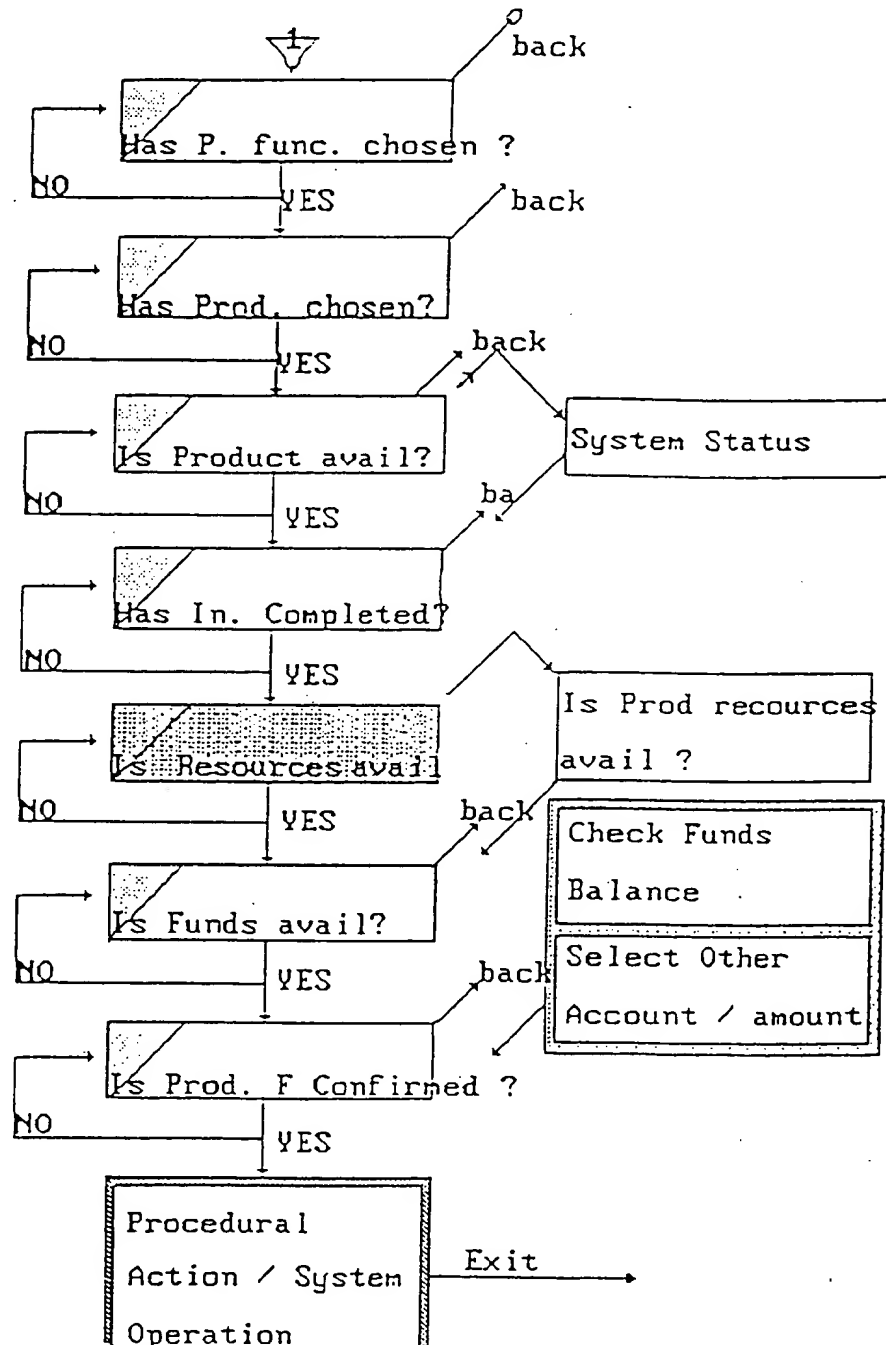 1
back
Has P. func. chosen ?
NO
YES
back
Has Prod. chosen?
NO
YES
back
Is Product avail?
System Status
NO
YES
ba
Has In. Completed?
NO
YES
Is Resources avail
Is Prod recources
avail ?
NO
YES
back
Is Funds avail?
Check Funds
Balance
NO
YES
back
Select Other
Account / amount
Is Prod. F Confirmed ?
NO
YES
Procedural
Action / System
Operation
Exit